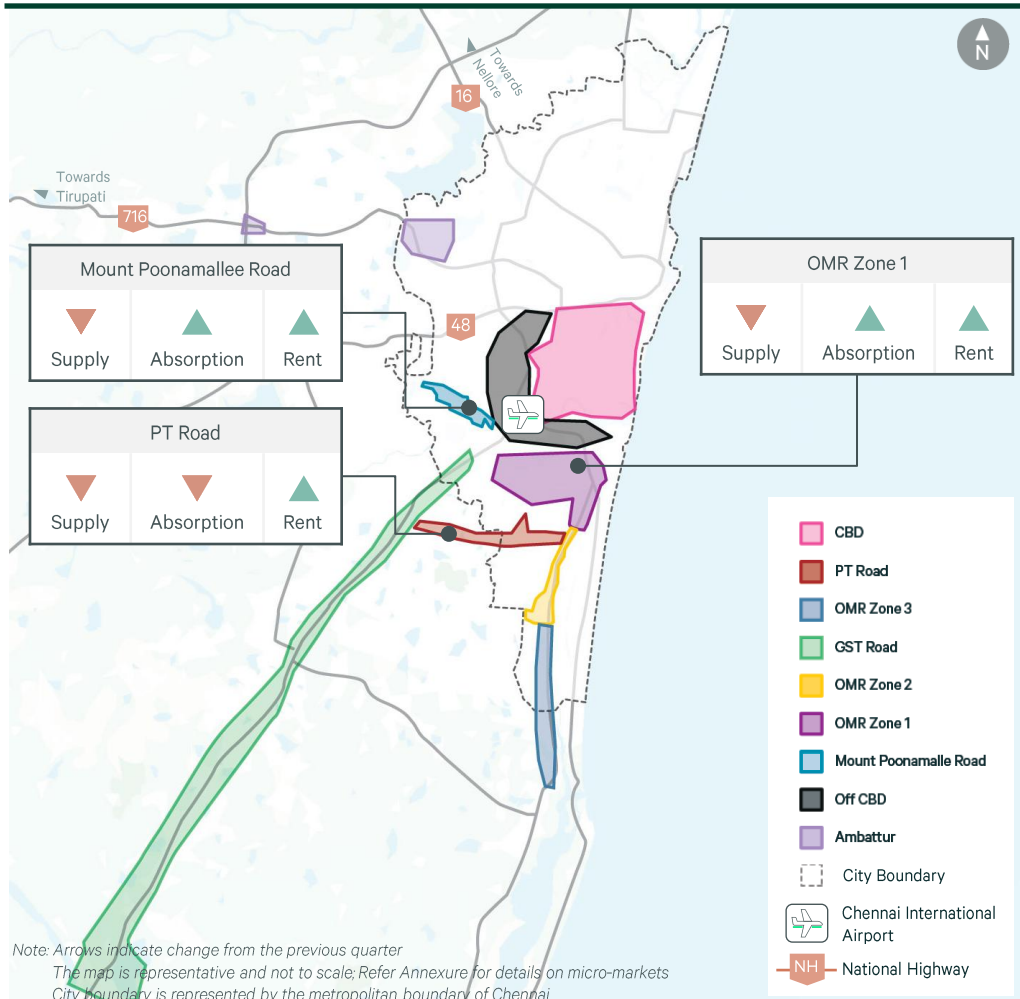 N
Towards
Nellore
16
Towards
Tirupati
716
Mount Poonamallee Road
Supply Absorption Rent
OMR Zone 1
Supply Absorption Rent
48
PT Road
Supply Absorption Rent
CBD
PT Road
OMR Zone 3
GST Road
OMR Zone 2
OMR Zone 1
Mount Poonamalle Road
Off CBD
Ambattur
City Boundary
Chennai International
Airport
NH National Highway
Note: Arrows indicate change from the previous quarter
The map is representative and not to scale; Refer Annexure for details on micro-markets
City boundary is represented by the metropolitan boundary of Chennai